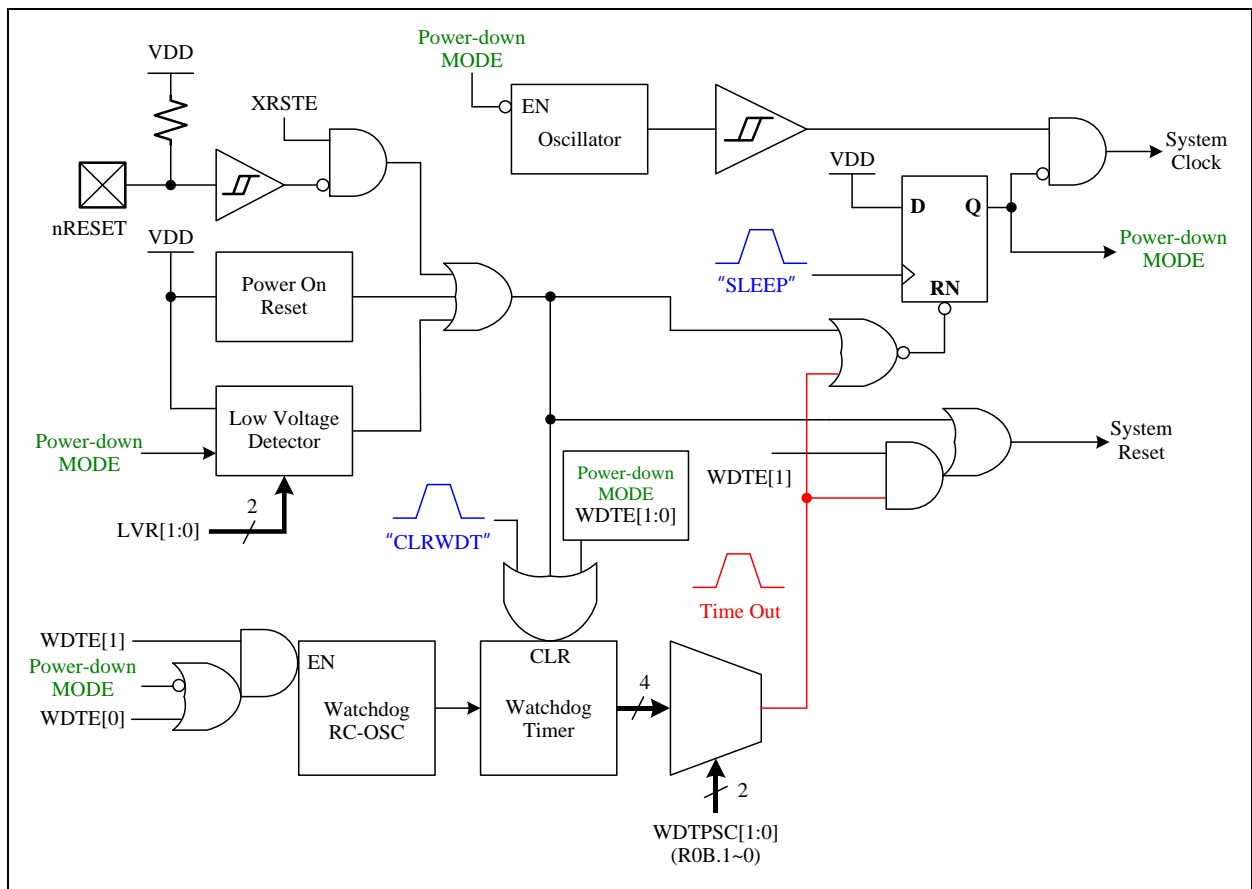 VDD
XRSTE
nRESET
Power-down
MODE
EN
Oscillator
System
Clock
VDD
D
Q
RN
"SLEEP"
Power-down
MODE
VDD
Power On
Reset
Low Voltage
Detector
Power-down
MODE
LVR[1:0]
2
"CLRWDT"
Power-down
MODE
WDTE[1:0]
WDTE[1]
System
Reset
Time Out
WDTE[1]
Power-down
MODE
WDTE[0]
EN
Watchdog
RC-OSC
CLR
Watchdog
Timer
4
2
WDTPSC[1:0]
(R0B.1~0)